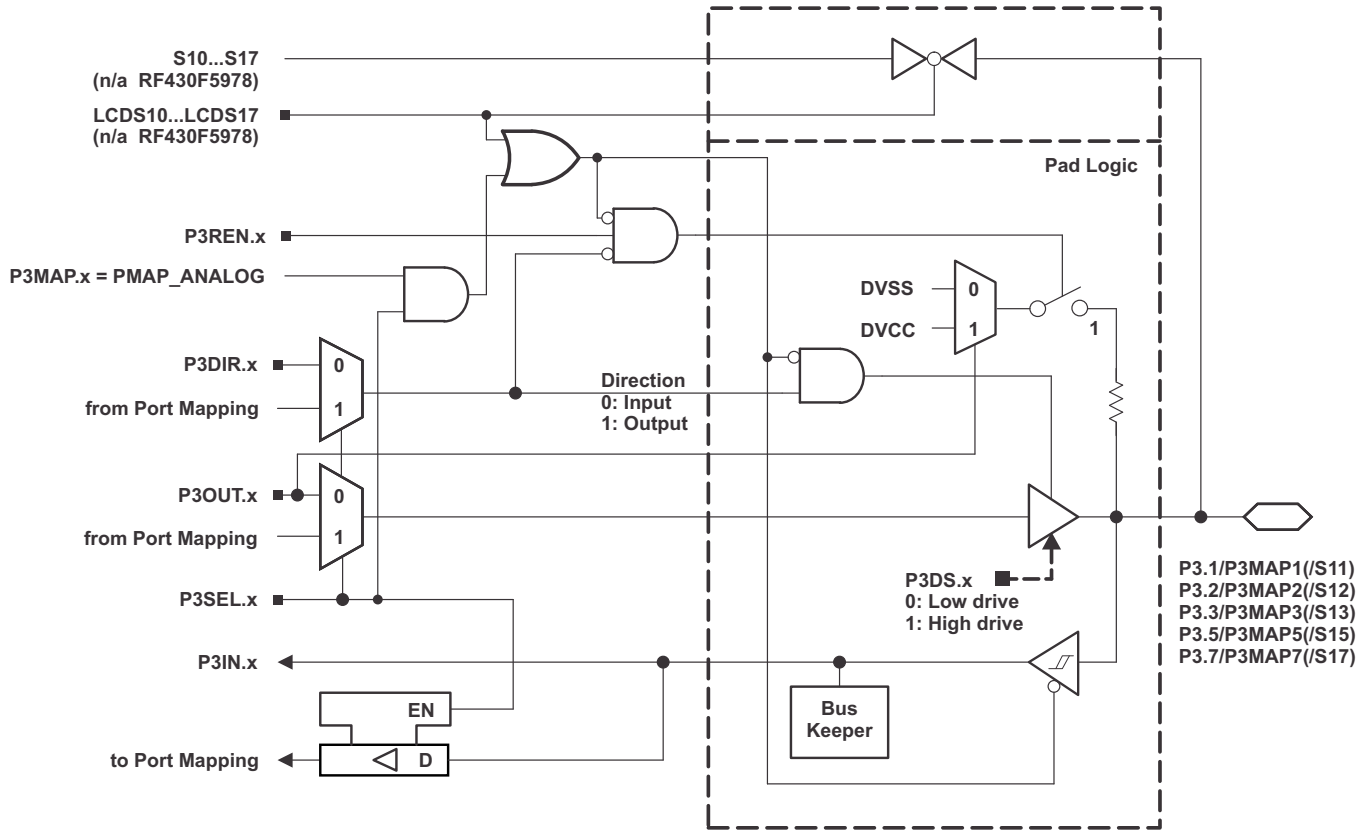 S10...S17
(n/a RF430F5978)
LCDS10...LCDS17
(n/a RF430F5978)
Pad Logic
P3REN.x
P3MAP.x = PMAP_ANALOG
DVSS
0
DVCC
1
1
P3DIR.x
0
from Port Mapping
1
Direction
0: Input
1: Output
P3OUT.x
0
from Port Mapping
1
P3DS.x
0: Low drive
1: High drive
P3.1/P3MAP1(/S11)
P3.2/P3MAP2(/S12)
P3.3/P3MAP3(/S13)
P3.5/P3MAP5(/S15)
P3.7/P3MAP7(/S17)
P3SEL.x
P3IN.x
EN
Bus
Keeper
to Port Mapping
D